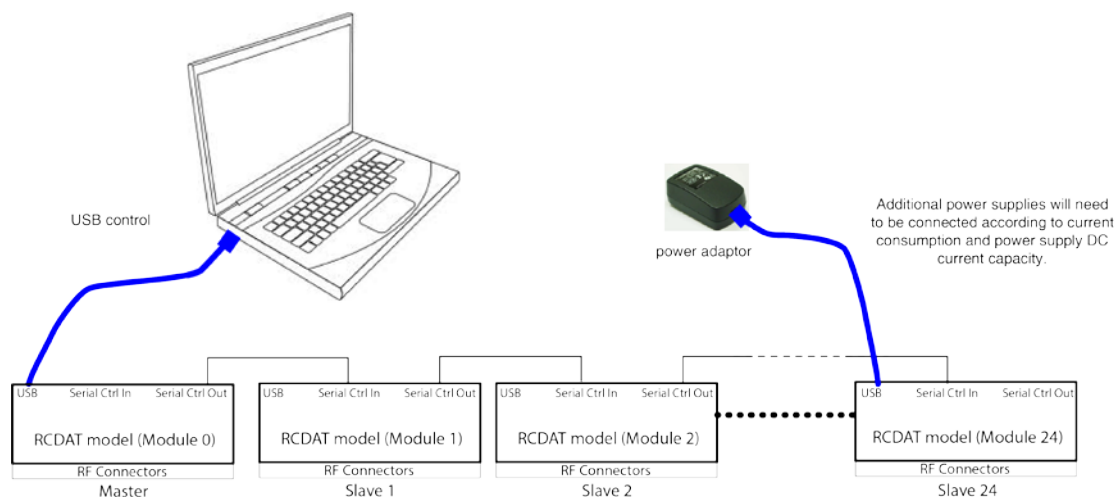 USB control
power adaptor
Additional power supplies will need
to be connected according to current
consumption and power supply DC
current capacity.
USB Serial Ctrl In Serial Ctrl Out
RCDAT model (Module 0)
RF Connectors
Master
USB Serial Ctrl In Serial Ctrl Out
RCDAT model (Module 1)
RF Connectors
Slave 1
USB Serial Ctrl In Serial Ctrl Out
RCDAT model (Module 2)
RF Connectors
Slave 2
USB Serial Ctrl In Serial Ctrl Out
RCDAT model (Module 24)
RF Connectors
Slave 24